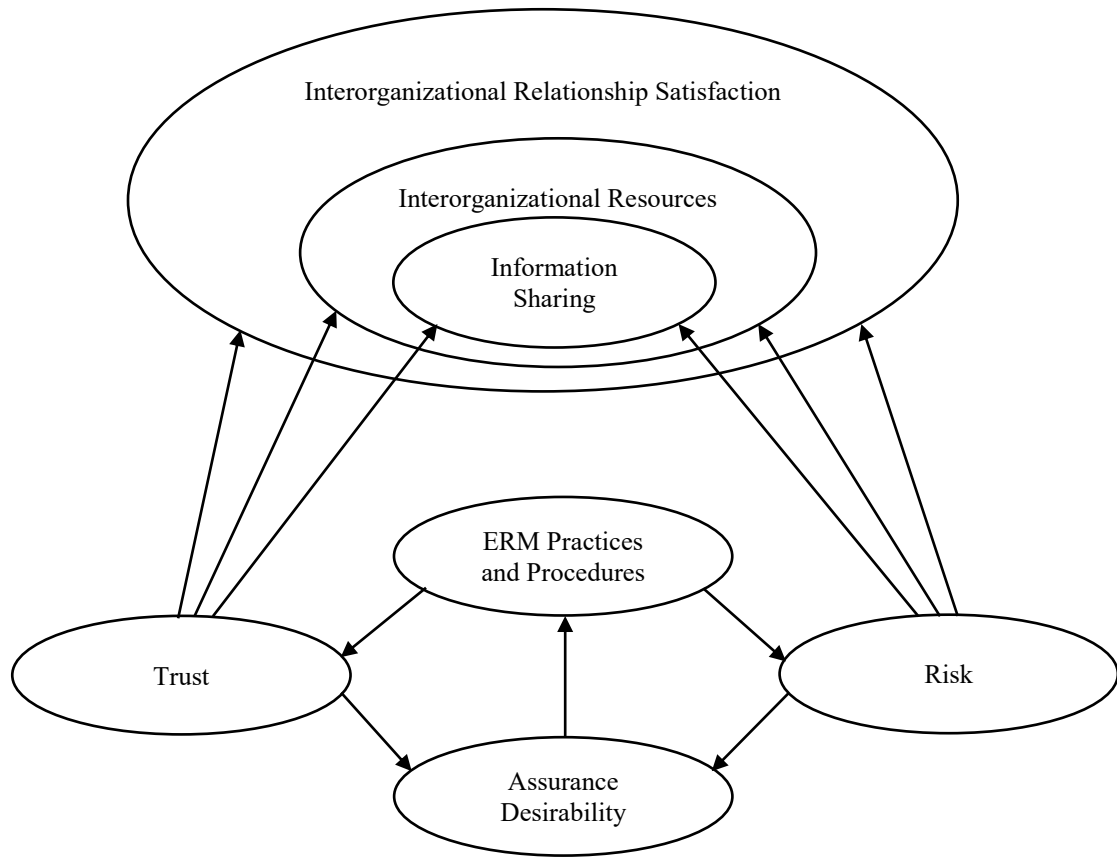 Interorganizational Relationship Satisfaction
Interorganizational Resources
Information
Sharing
ERM Practices
and Procedures
Trust
Risk
Assurance
Desirability